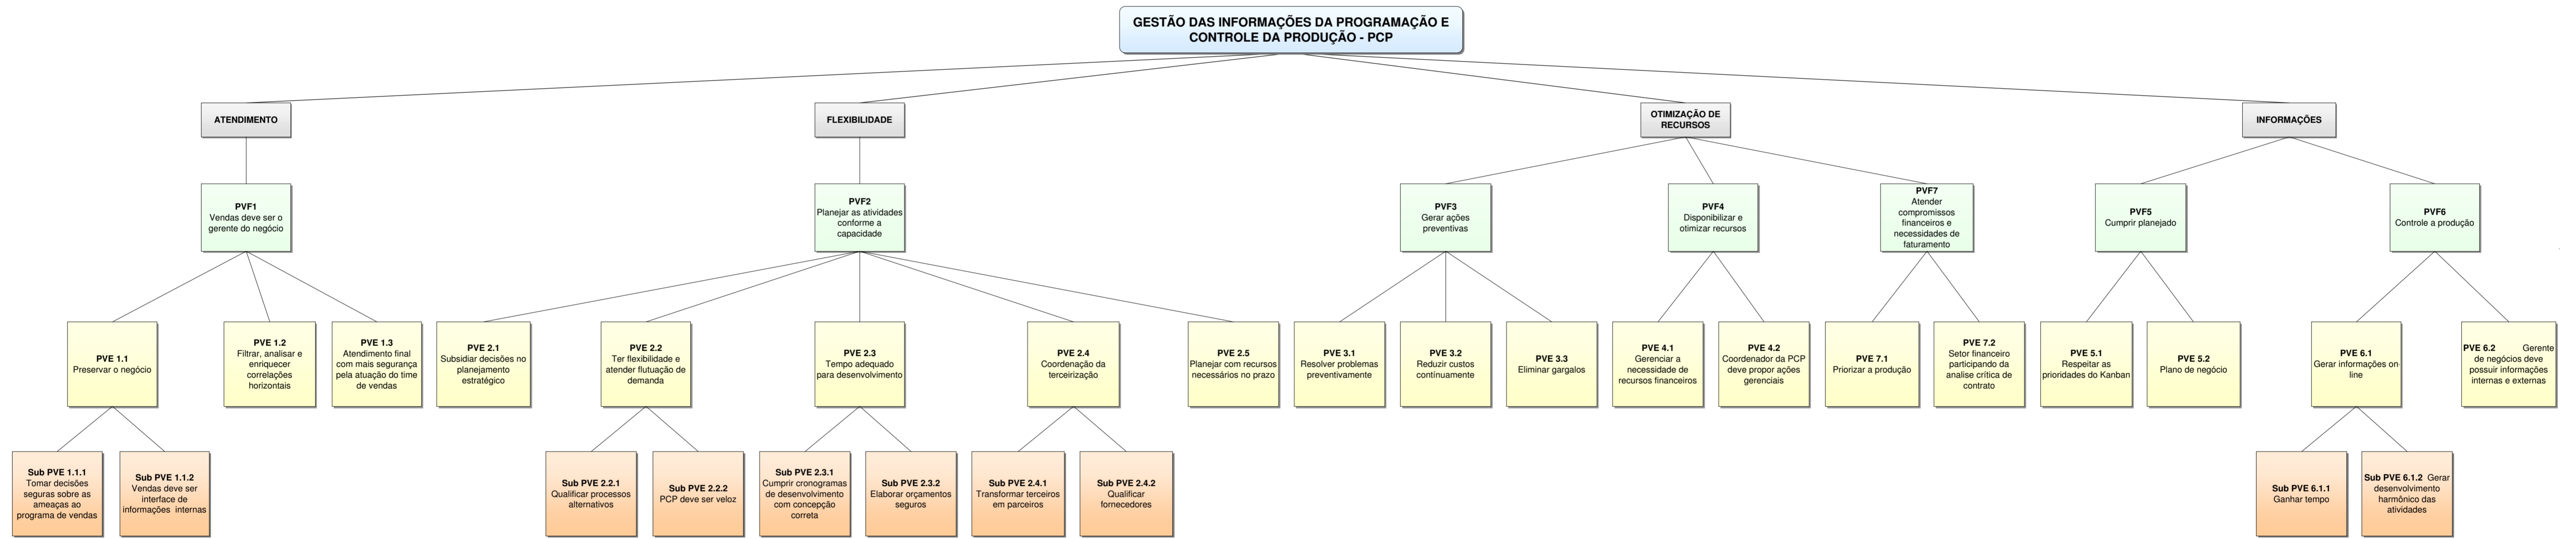 GESTÃO DAS INFORMAÇÕES DA PROGRAMAÇÃO E
CONTROLE DA PRODUÇÃO - PCP
ATENDIMENTO
FLEXIBILIDADE
OTIMIZAÇÃO DE
RECURSOS
INFORMAÇÕES
PVF1
Vendas deve ser o
gerente do negócio
PVF2
Planejar as atividades
conforme a
capacidade
PVF3
Gerar ações
preventivas
PVF4
Disponibilizar e
otimizar recursos
PVF7
Atender
compromissos
financeiros e
necessidades de
faturamento
PVF5
Cumprir planejado
PVF6
Controle a produção
PVE 1.1
Preservar o negócio
PVE 1.2
Filtrar, analisar e
enriquecer
correlações
horizontais
PVE 1.3
Atendimento final
com mais segurança
pela atuação do time
de vendas
PVE 2.1
Subsidiar decisões no
planejamento
estratégico
PVE 2.2
Ter flexibilidade e
atender flutuação de
demanda
PVE 2.3
Tempo adequado
para desenvolvimento
PVE 2.4
Coordenação da
terceirização
PVE 2.5
Planejar com recursos
necessários no prazo
PVE 3.1
Resolver problemas
preventivamente
PVE 3.2
Reduzir custos
contínuamente
PVE 3.3
Eliminar gargalos
PVE 4.1
Gerenciar a
necessidade de
recursos financeiros
PVE 4.2
Coordenador da PCP
deve propor ações
gerenciais
PVE 7.1
Priorizar a produção
PVE 7.2
Setor financeiro
participando da
analise crítica de
contrato
PVE 5.1
Respeitar as
prioridades do Kanban
PVE 5.2
Plano de negócio
PVE 6.1
Gerar informações on-
line
PVE 6.2 Gerente
de negócios deve
possuir informações
internas e externas
Sub PVE 1.1.1
Tomar decisões
seguras sobre as
ameaças ao
programa de vendas
Sub PVE 1.1.2
Vendas deve ser
interface de
informações internas
Sub PVE 2.2.1
Qualificar processos
alternativos
Sub PVE 2.2.2
PCP deve ser veloz
Sub PVE 2.3.1
Cumprir cronogramas
de desenvolvimento
com concepção
correta
Sub PVE 2.3.2
Elaborar orçamentos
seguros
Sub PVE 2.4.1
Transformar terceiros
em parceiros
Sub PVE 2.4.2
Qualificar
fornecedores
Sub PVE 6.1.1
Ganhar tempo
Sub PVE 6.1.2 Gerar
desenvolvimento
harmônico das
atividades